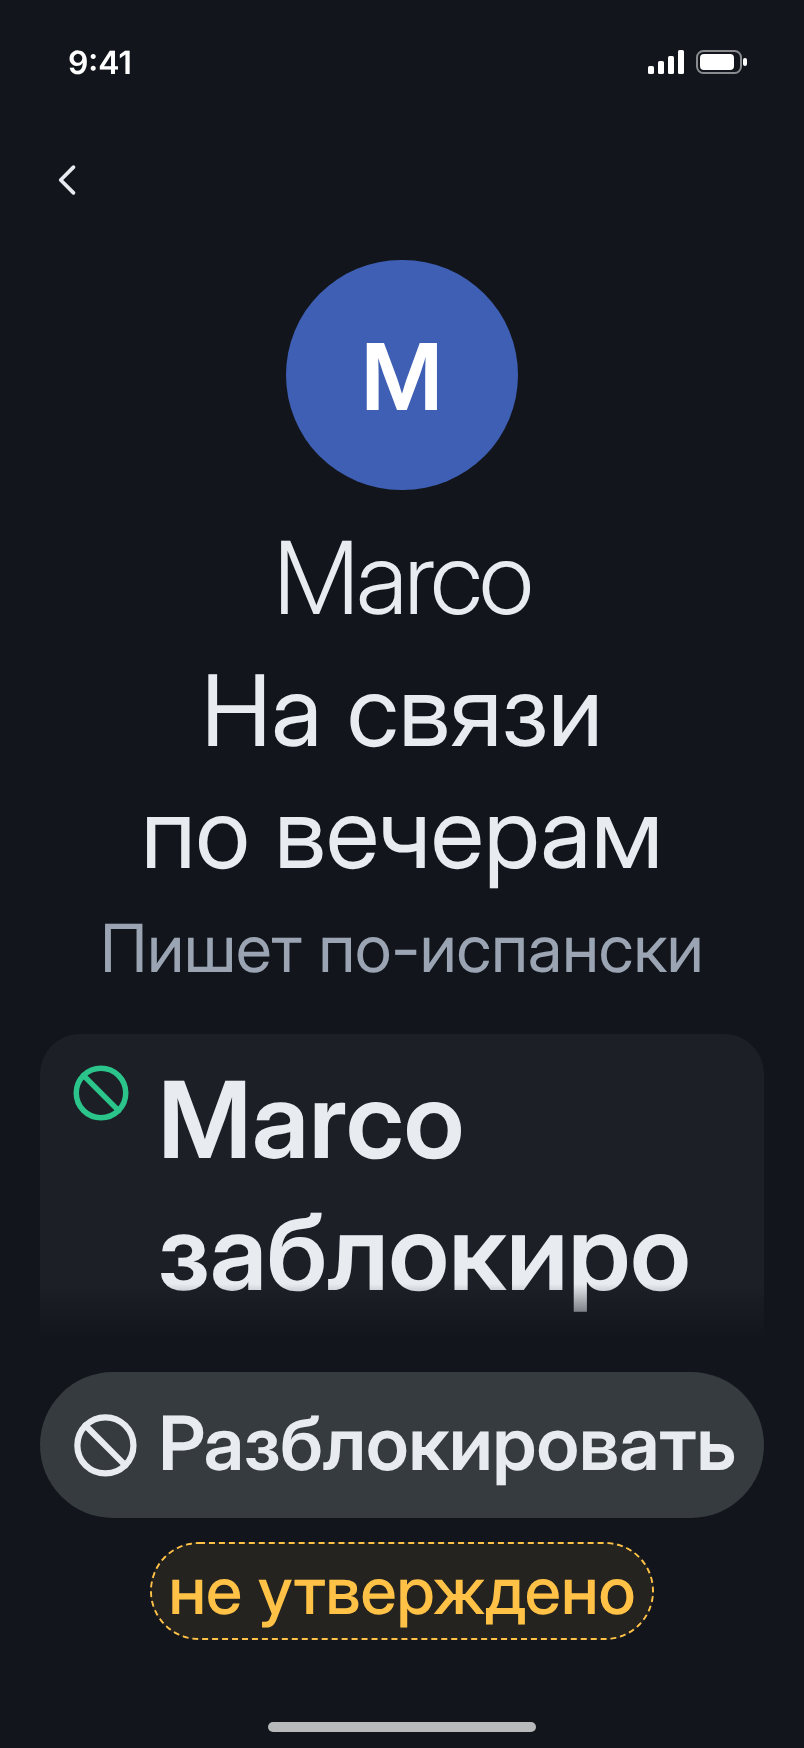 9:41
M
Marco
На связи
по вечерам
Пишет по-испански
Marco
заблокиро
Разблокировать
не утверждено